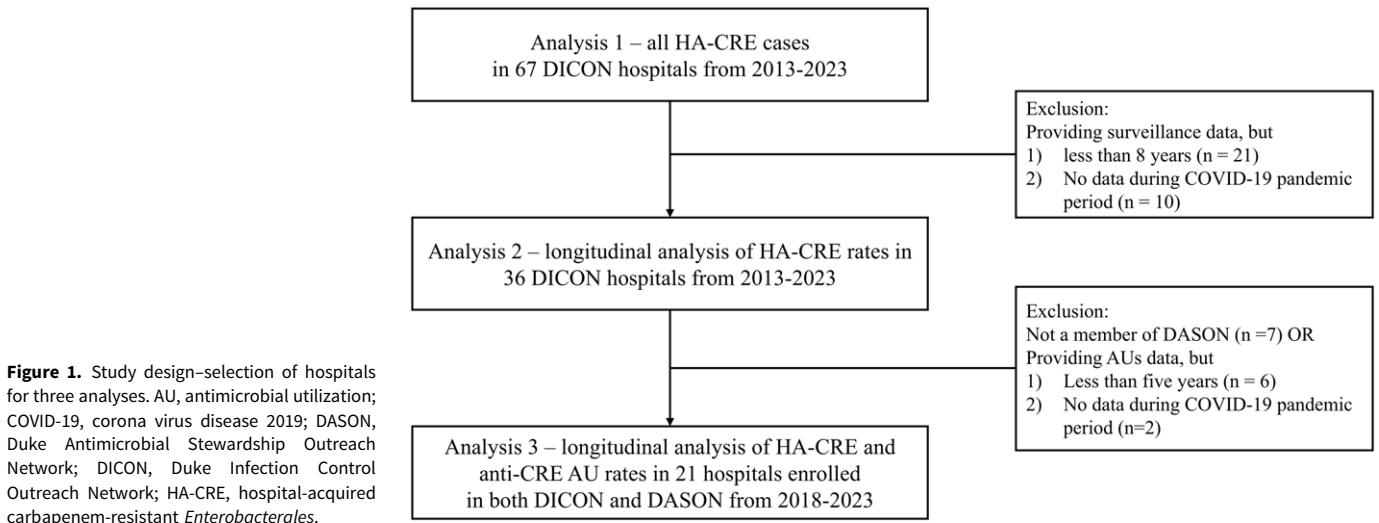 Analysis 1 – all HA-CRE cases
in 67 DICON hospitals from 2013-2023
Exclusion:
Providing surveillance data, but
1) less than 8 years (n = 21)
2) No data during COVID-19 pandemic
period (n = 10)
Analysis 2 – longitudinal analysis of HA-CRE rates in
36 DICON hospitals from 2013-2023
Exclusion:
Not a member of DASON (n =7) OR
Providing AUs data, but
1) Less than five years (n = 6)
2) No data during COVID-19 pandemic
period (n=2)
Analysis 3 – longitudinal analysis of HA-CRE and
anti-CRE AU rates in 21 hospitals enrolled
in both DICON and DASON from 2018-2023
Figure 1. Study design–selection of hospitals
for three analyses. AU, antimicrobial utilization;
COVID-19, corona virus disease 2019; DASON,
Duke Antimicrobial Stewardship Outreach
Network; DICON, Duke Infection Control
Outreach Network; HA-CRE, hospital-acquired
carbapenem-resistant Enterobacterales.